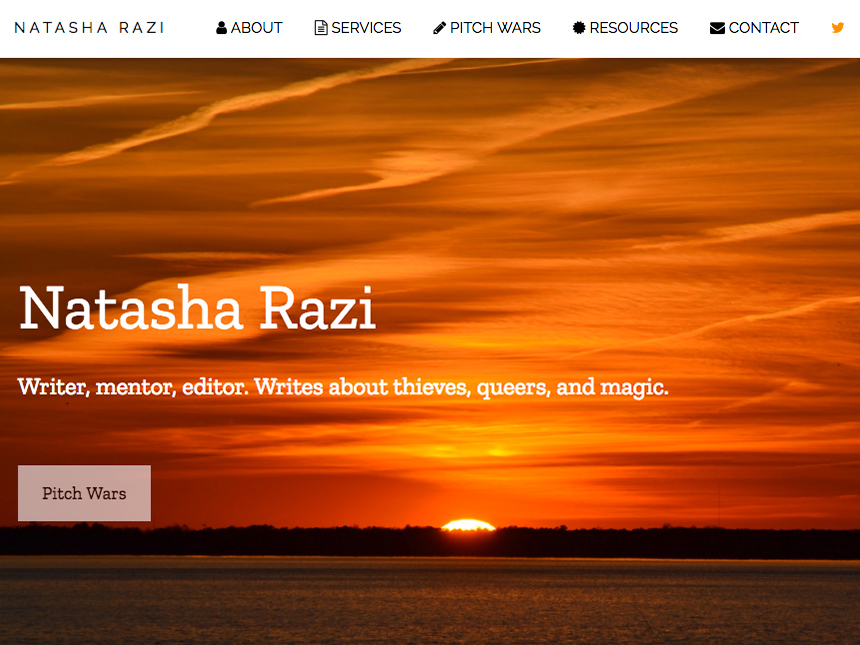 NATASHA RAZI ABOUT SERVICES PITCH WARS RESOURCES CONTACT
Natasha Razi
Writer, mentor, editor. Writes about thieves, queers, and magic.
Pitch Wars